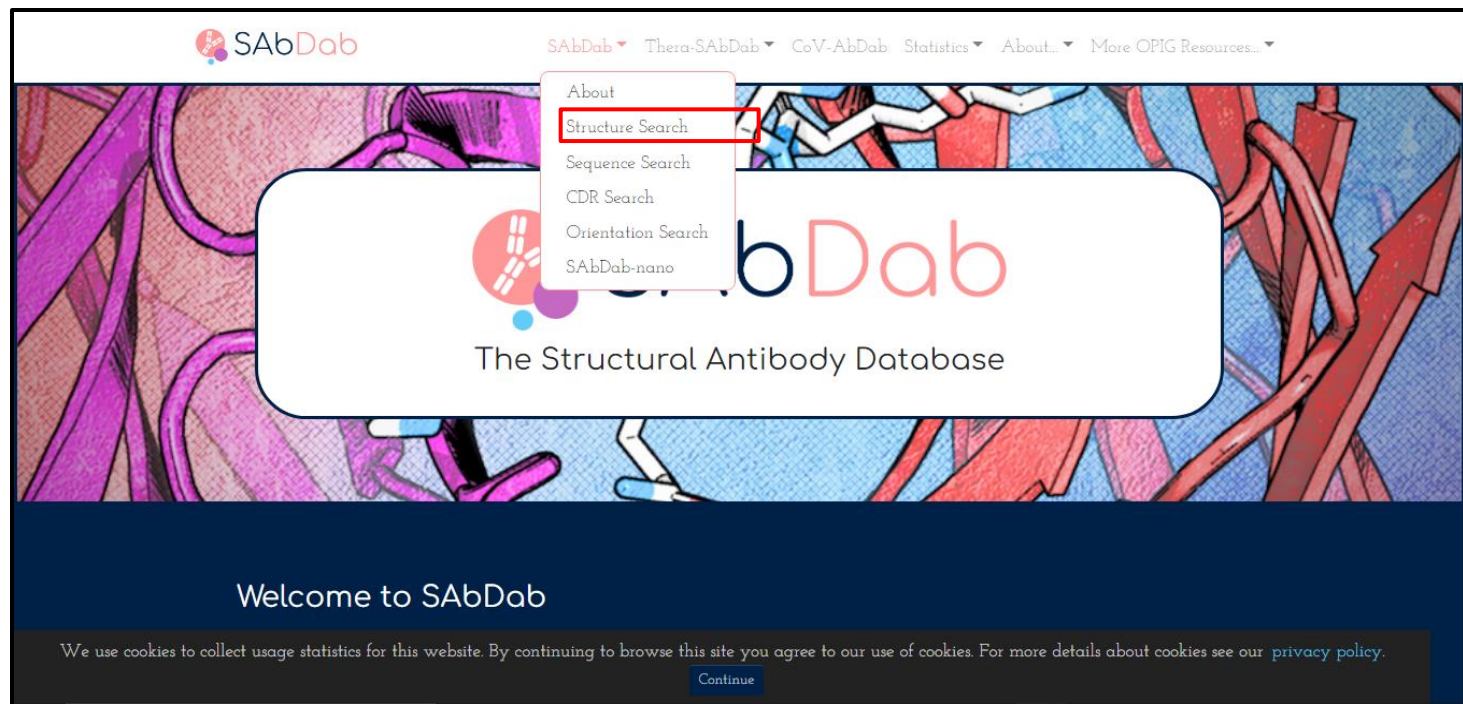 SAbDab
SAbDab Thera-SAbDab CoV-AbDab Statistics About... More OPIG Resources...
About
Structure Search
Sequence Search
CDR Search
Orientation Search
SAbDab-nano
bDab
The Structural Antibody Database
Welcome to SAbDab
We use cookies to collect usage statistics for this website. By continuing to browse this site you agree to our use of cookies. For more details about cookies see our privacy policy.
Continue